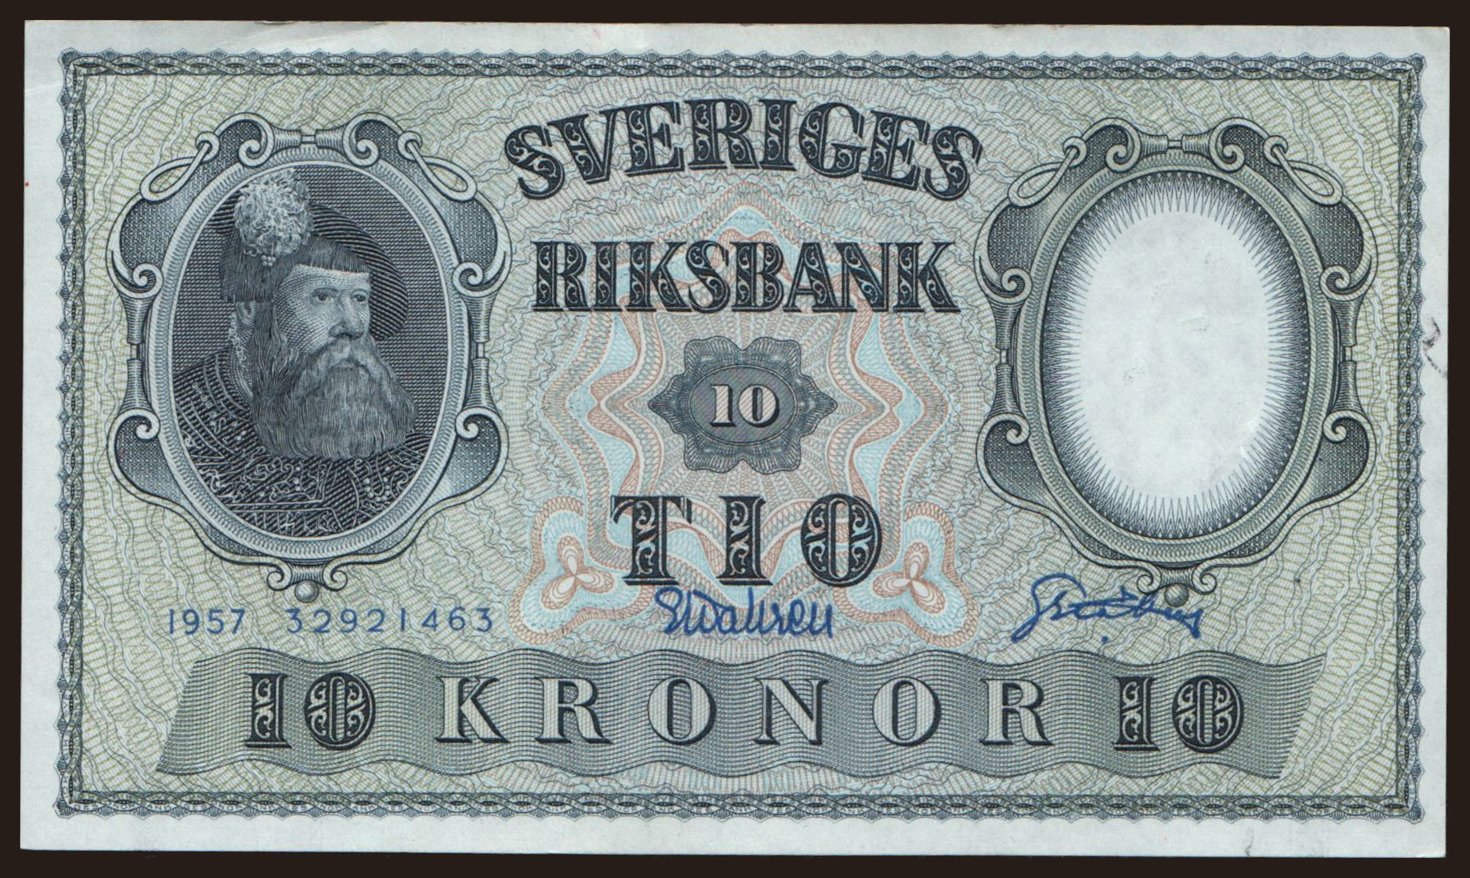 SVERIGES
RIKSBANK
10
TIO
1957 32921463
10 KRONOR 10